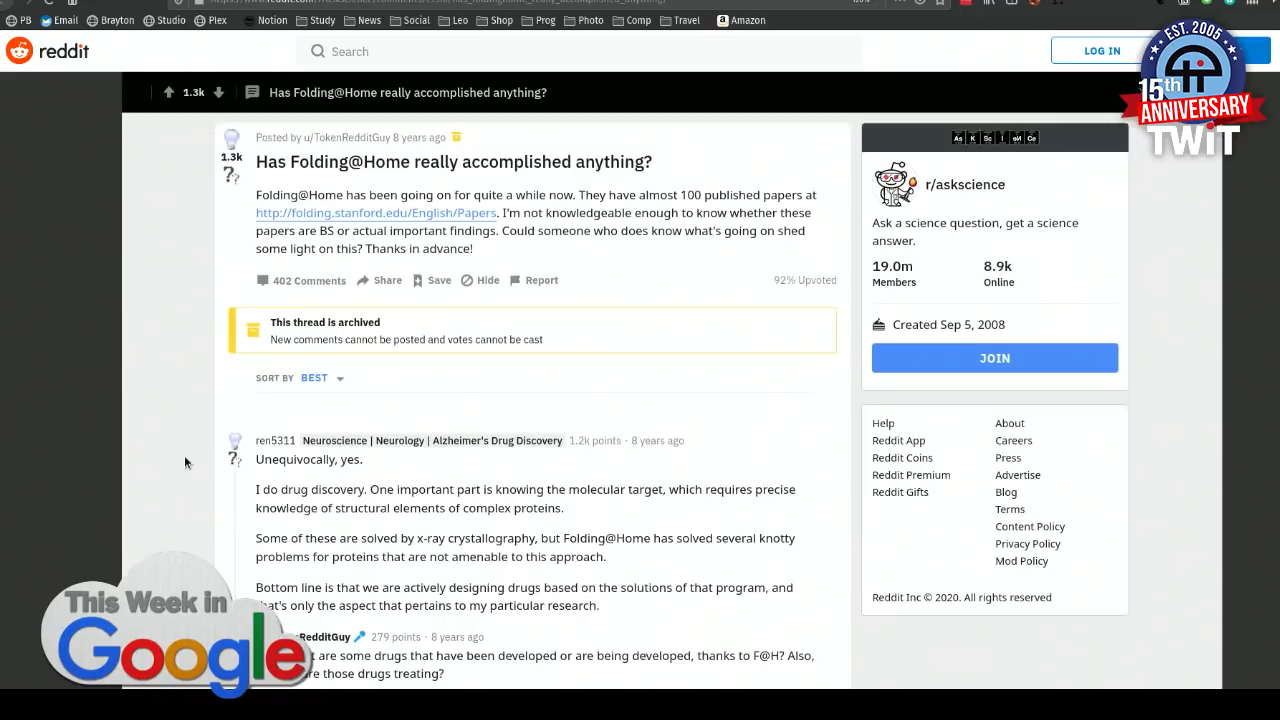 PB Email Brayton Studio Plex Notion Study News Social Leo Shop Prog Photo Comp Travel Amazon
reddit
Search
LOG IN
EST. 2005
15th
ANNIVERSARY
TWiT
1.3k
Has Folding@Home really accomplished anything?
Posted by u/TokenRedditGuy 8 years ago
1.3k
Has Folding@Home really accomplished anything?
Folding@Home has been going on for quite a while now. They have almost 100 published papers at
http://folding.stanford.edu/English/Papers. I'm not knowledgeable enough to know whether these
papers are BS or actual important findings. Could someone who does know what's going on shed
some light on this? Thanks in advance!
402 Comments Share Save Hide Report 92% Upvoted
This thread is archived
New comments cannot be posted and votes cannot be cast
SORT BY BEST
ren5311 Neuroscience | Neurology | Alzheimer's Drug Discovery 1.2k points · 8 years ago
Unequivocally, yes.
I do drug discovery. One important part is knowing the molecular target, which requires precise
knowledge of structural elements of complex proteins.
Some of these are solved by x-ray crystallography, but Folding@Home has solved several knotty
problems for proteins that are not amenable to this approach.
Bottom line is that we are actively designing drugs based on the solutions of that program, and
that's only the aspect that pertains to my particular research.
RedditGuy 279 points · 8 years ago
are some drugs that have been developed or are being developed, thanks to F@H? Also,
are those drugs treating?
As K Sc I eN Ce
r/askscience
Ask a science question, get a science
answer.
19.0m 8.9k
Members Online
Created Sep 5, 2008
JOIN
Help About
Reddit App Careers
Reddit Coins Press
Reddit Premium Advertise
Reddit Gifts Blog
Terms
Content Policy
Privacy Policy
Mod Policy
Reddit Inc © 2020. All rights reserved
This Week in
Google